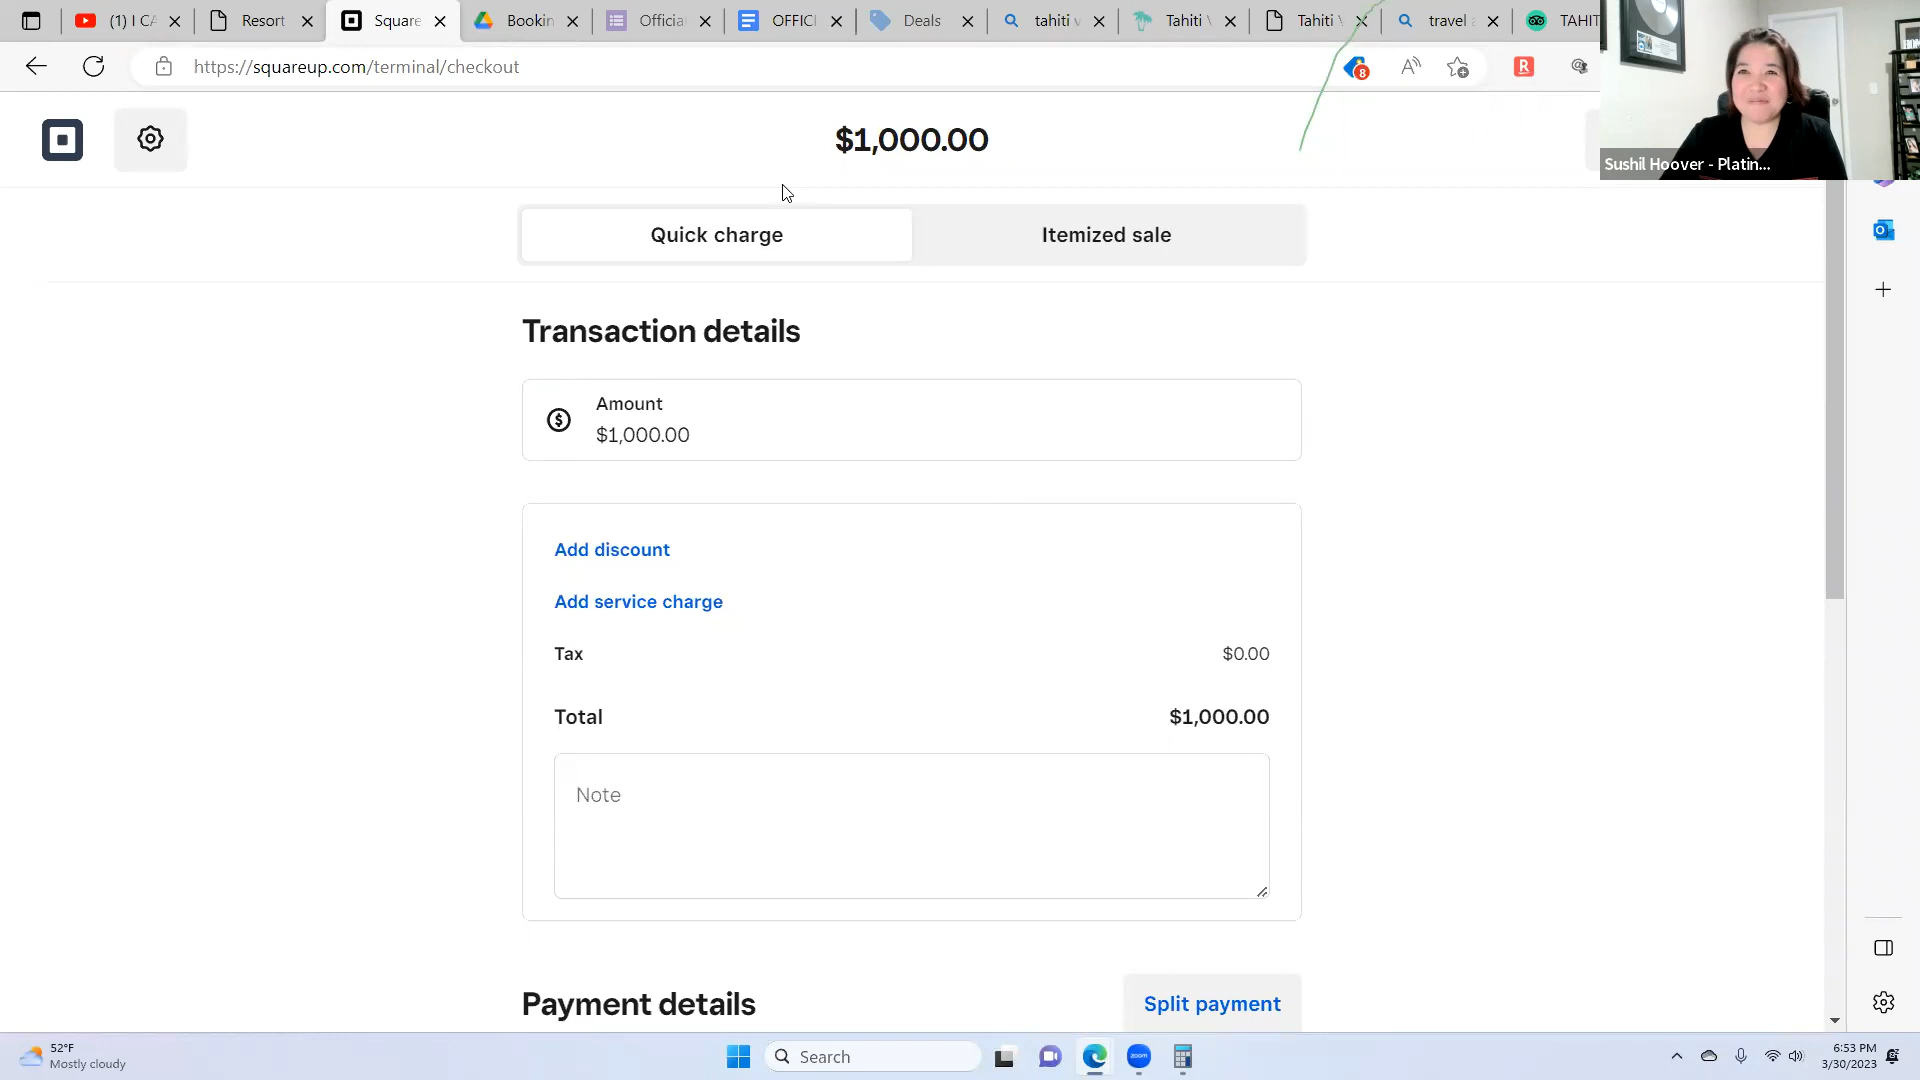 (1) I CA
Resort
Square
Bookin
Official
OFFICI
Deals
tahiti v
Tahiti \
Tahiti \
travel a
TAHIT
https://squareup.com/terminal/checkout
8
A
R
$1,000.00
Sushil Hoover - Platin...
Quick charge
Itemized sale
Transaction details
Amount
$1,000.00
Add discount
Add service charge
Tax
$0.00
Total
$1,000.00
Note
Payment details
Split payment
52°F
Mostly cloudy
Search
zoom
6:53 PM
3/30/2023